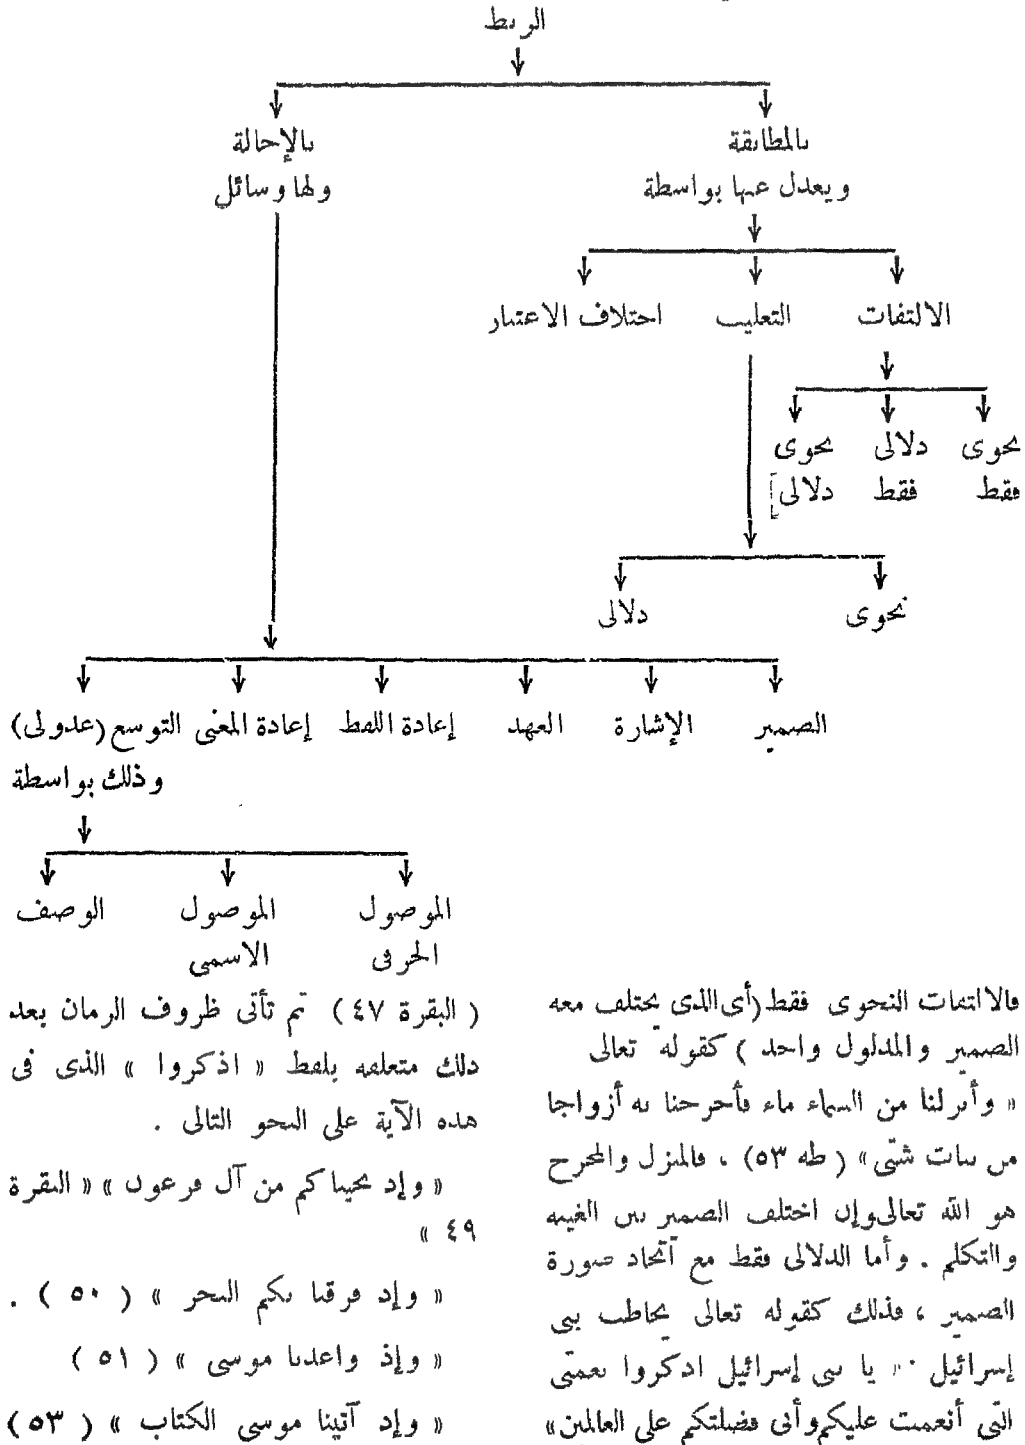 الربط
بالمطابقة
ويعدل عنها بواسطة
بالإحالة
ولها وسائل
الالتفات التغليب اختلاف الاعتبار
نحوى دلالى نحوى
فقط فقط دلالى]
نحوى دلالى
الضمير الإشارة العهد إعادة اللفظ إعادة المعنى التوسع (عدولى)
وذلك بواسطة
الموصول الموصول الوصف
الحرفى الاسمى
فالالتفات النحوى فقط (أى الذى يختلف معه
الضمير والمدلول واحد ) كقوله تعالى
« وأنزلنا من السماء ماء فأخرجنا به أزواجا
من نبات شتى » ( طه ٥٣) ، فالمنزل والمخرج
هو الله تعالى وإن اختلف الضمير بين الغيبة
والتكلم . وأما الدلالى فقط مع اتحاد صورة
الضمير ، فذلك كقوله تعالى يخاطب بنى
إسرائيل : « يا بنى إسرائيل اذكروا نعمتى
التى أنعمت عليكم وأنى فضلتكم على العالمين »
( البقرة ٤٧ ) ثم تأتى ظروف الزمان بعد
ذلك متعلقه بلفظ « اذكروا » الذى فى
هذه الآية على النحو التالى .
« وإذ نجيناكم من آل فرعون » « البقرة
٤٩ »
« وإذ فرقنا بكم البحر » ( ٥٠ ) .
« وإذ واعدنا موسى » ( ٥١ )
« وإذ آتينا موسى الكتاب » ( ٥٣ )